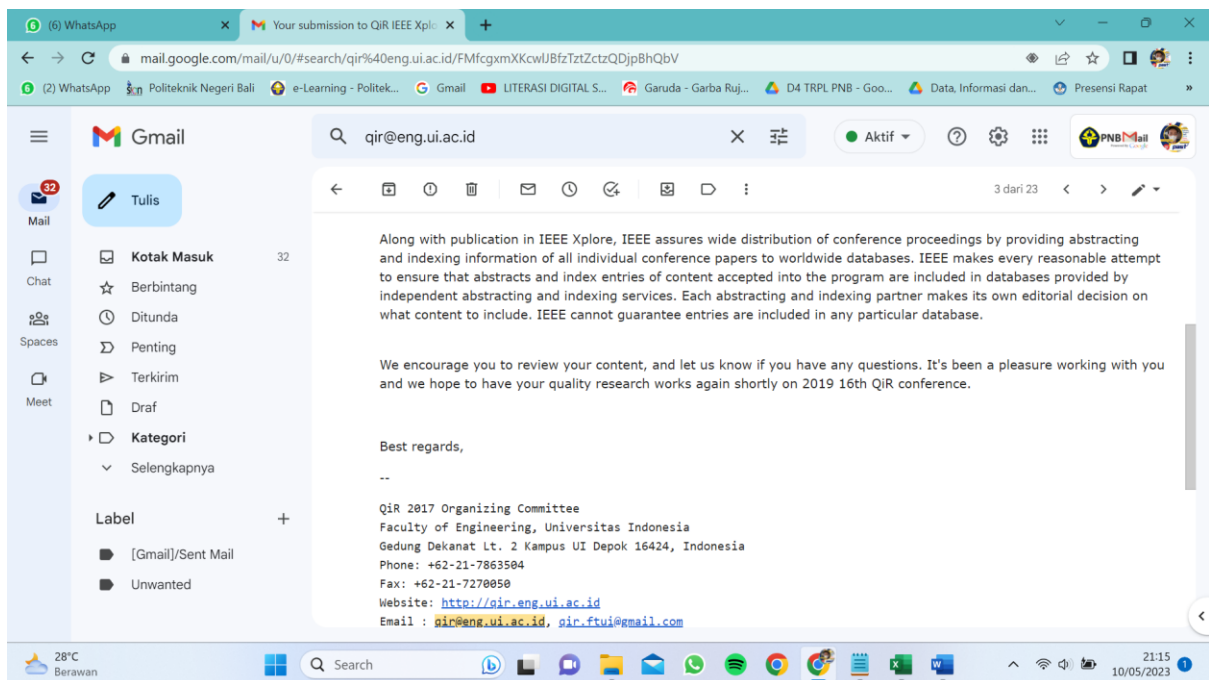 (6) WhatsApp
Your submission to QiR IEEE Xplo
mail.google.com/mail/u/0/#search/qir%40eng.ui.ac.id/FMfcgxmXKcwlJBfzTztZctzQDjpBhQbV
(2) WhatsApp Politeknik Negeri Bali e-Learning - Politek... Gmail LITERASI DIGITAL S... Garuda - Garba Ruj... D4 TRPL PNB - Goo... Data, Informasi dan... Presensi Rapat »
Gmail
qir@eng.ui.ac.id
Aktif
PNB Mail
32
Mail
Chat
Spaces
Meet
Tulis
Kotak Masuk 32
Berbintang
Ditunda
Penting
Terkirim
Draf
Kategori
Selengkapnya
Label
[Gmail]/Sent Mail
Unwanted
3 dari 23
Along with publication in IEEE Xplore, IEEE assures wide distribution of conference proceedings by providing abstracting
and indexing information of all individual conference papers to worldwide databases. IEEE makes every reasonable attempt
to ensure that abstracts and index entries of content accepted into the program are included in databases provided by
independent abstracting and indexing services. Each abstracting and indexing partner makes its own editorial decision on
what content to include. IEEE cannot guarantee entries are included in any particular database.
We encourage you to review your content, and let us know if you have any questions. It's been a pleasure working with you
and we hope to have your quality research works again shortly on 2019 16th QiR conference.
Best regards,
--
QiR 2017 Organizing Committee
Faculty of Engineering, Universitas Indonesia
Gedung Dekanat Lt. 2 Kampus UI Depok 16424, Indonesia
Phone: +62-21-7863504
Fax: +62-21-7270050
Website: http://qir.eng.ui.ac.id
Email : qir@eng.ui.ac.id, qir.ftui@gmail.com
28°C
Berawan
Search
21:15
10/05/2023
1